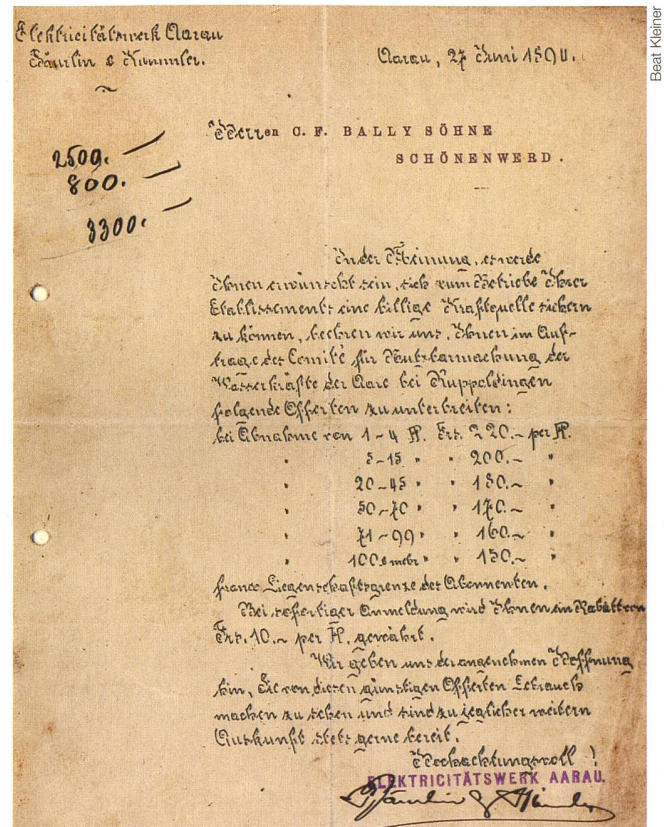 Elektricitätswerk Aarau
Stämlin & Kummler.
Aarau, 27 Juni 1890.
Herren C. F. BALLY SÖHNE
SCHÖNENWERD.
2500.
800.
3300.
In der Meinung, es werde
Ihnen erwünscht sein, sich zum Betriebe Ihrer
Etablissements eine billige Kraftquelle sichern
zu können, beehren wir uns, Ihnen im Auf-
trage des Comité für Nutzbarmachung der
Wasserkräfte der Aare bei Ruppoldingen
folgende Offerten zu unterbreiten:
bei Abnahme von 1-4 P. Frs. 220.- per P.
" 5-15 " " 200.- "
" 20-45 " " 180.- "
" 50-70 " " 170.- "
" 71-99 " " 160.- "
" 100 & mehr " " 150.- "
franco Liegenschaftsgrenze des Abonnenten.
Bei sofortiger Anmeldung wird Ihnen ein Rabatt von
Frs. 10.- per P. gewährt.
Wir geben uns der angenehmen Hoffnung
hin, Sie von diesen günstigen Offerten Gebrauch
machen zu sehen und sind zu jeglicher weitern
Auskunft stets gerne bereit.
Hochachtungsvoll!
ELEKTRICITÄTSWERK AARAU.
Beat Kleiner